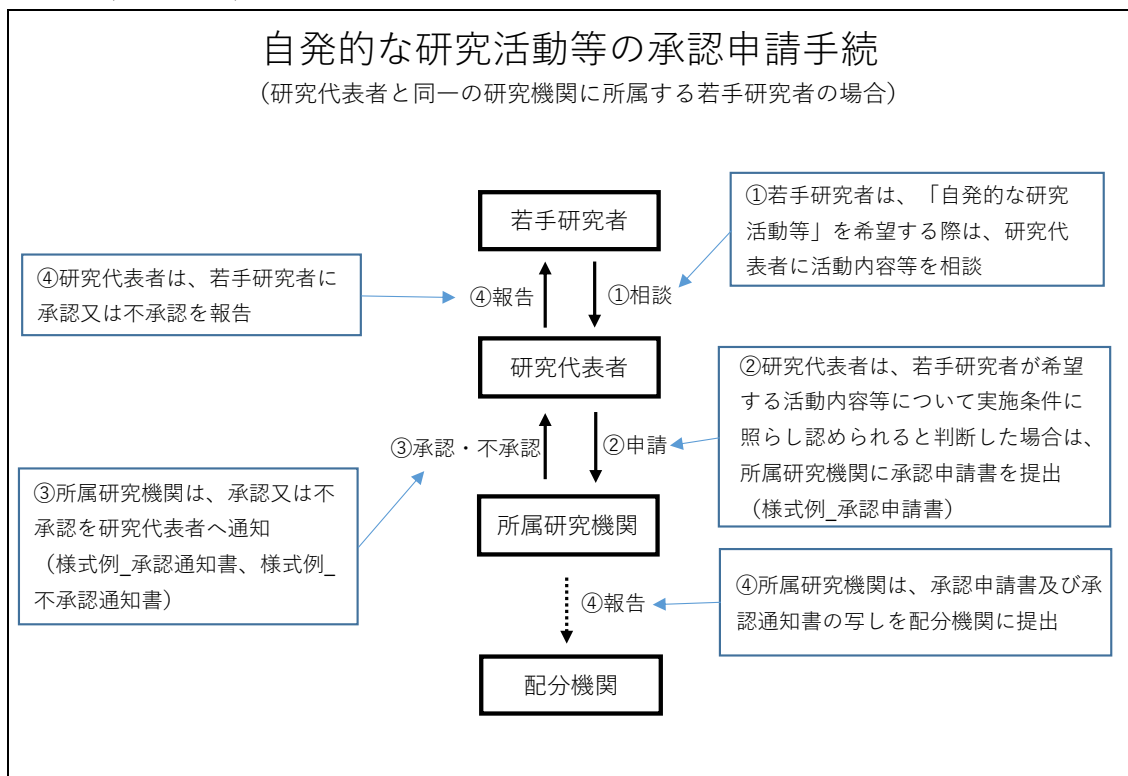 自発的な研究活動等の承認申請手続
（研究代表者と同一の研究機関に所属する若手研究者の場合）
若手研究者
①若手研究者は、「自発的な研究
活動等」を希望する際は、研究代
表者に活動内容等を相談
④研究代表者は、若手研究者に
承認又は不承認を報告
④報告
①相談
研究代表者
②研究代表者は、若手研究者が希望
する活動内容等について実施条件に
照らし認められると判断した場合は、
所属研究機関に承認申請書を提出
（様式例_承認申請書）
③承認・不承認
②申請
③所属研究機関は、承認又は不
承認を研究代表者へ通知
（様式例_承認通知書、様式例_
不承認通知書）
所属研究機関
④報告
④所属研究機関は、承認申請書及び承
認通知書の写しを配分機関に提出
配分機関